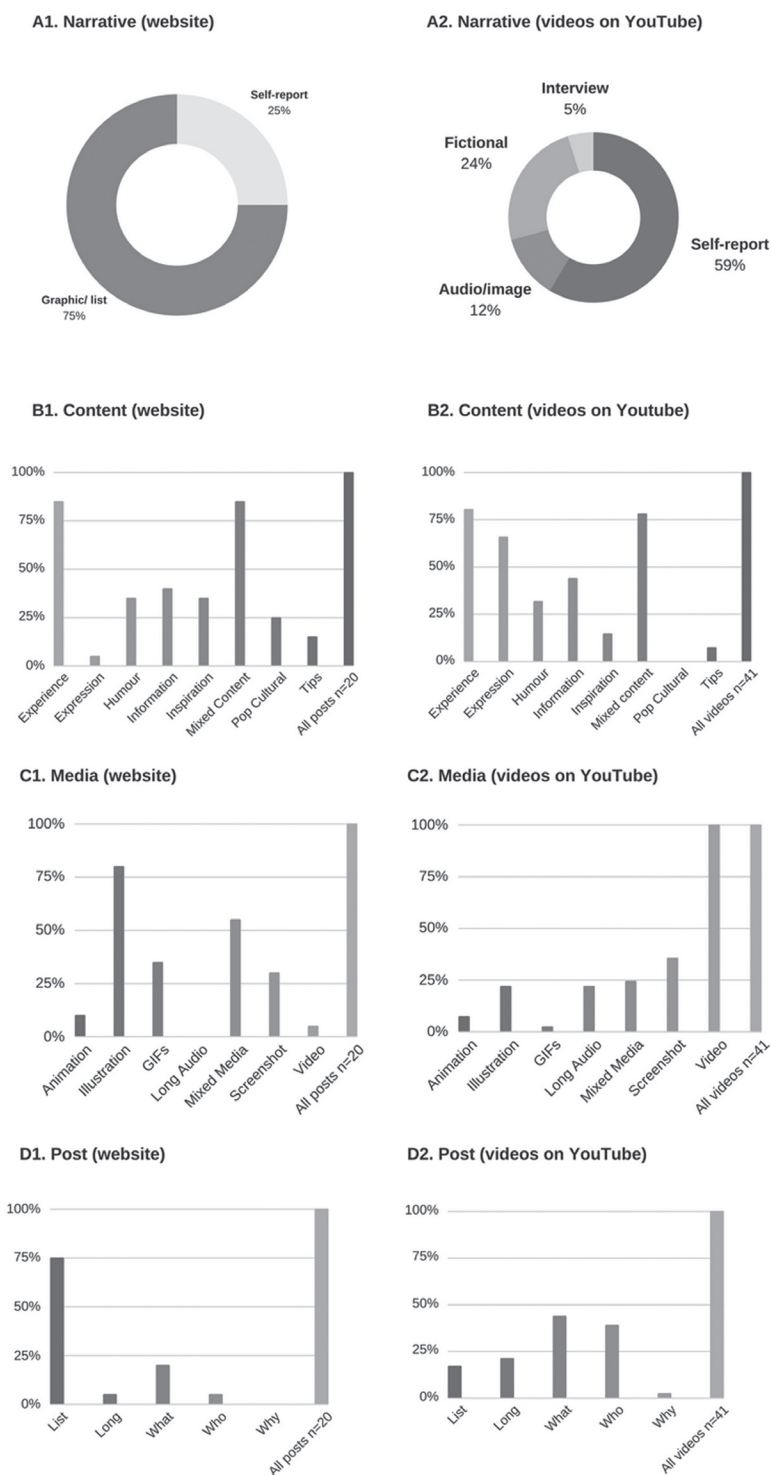 A1. Narrative (website)
Self-report
25%
Graphic/ list
75%
A2. Narrative (videos on YouTube)
Interview
5%
Fictional
24%
Self-report
59%
Audio/image
12%
B1. Content (website)
100%
75%
50%
25%
0%
Experience
Expression
Humour
Information
Inspiration
Mixed Content
Pop Cultural
Tips
All posts n=20
B2. Content (videos on Youtube)
100%
75%
50%
25%
0%
Experience
Expression
Humour
Information
Inspiration
Mixed content
Pop Cultural
Tips
All videos n=41
C1. Media (website)
100%
75%
50%
25%
0%
Animation
Illustration
GIFs
Long Audio
Mixed Media
Screenshot
Video
All posts n=20
C2. Media (videos on YouTube)
100%
75%
50%
25%
0%
Animation
Illustration
GIFs
Long Audio
Mixed Media
Screenshot
Video
All videos n=41
D1. Post (website)
100%
75%
50%
25%
0%
List
Long
What
Who
Why
All posts n=20
D2. Post (videos on YouTube)
100%
75%
50%
25%
0%
List
Long
What
Who
Why
All videos n=41